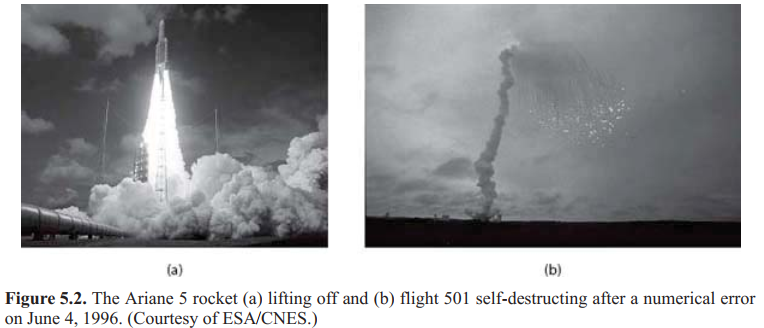 (a)
(b)
Figure 5.2. The Ariane 5 rocket (a) lifting off and (b) flight 501 self-destructing after a numerical error
on June 4, 1996. (Courtesy of ESA/CNES.)